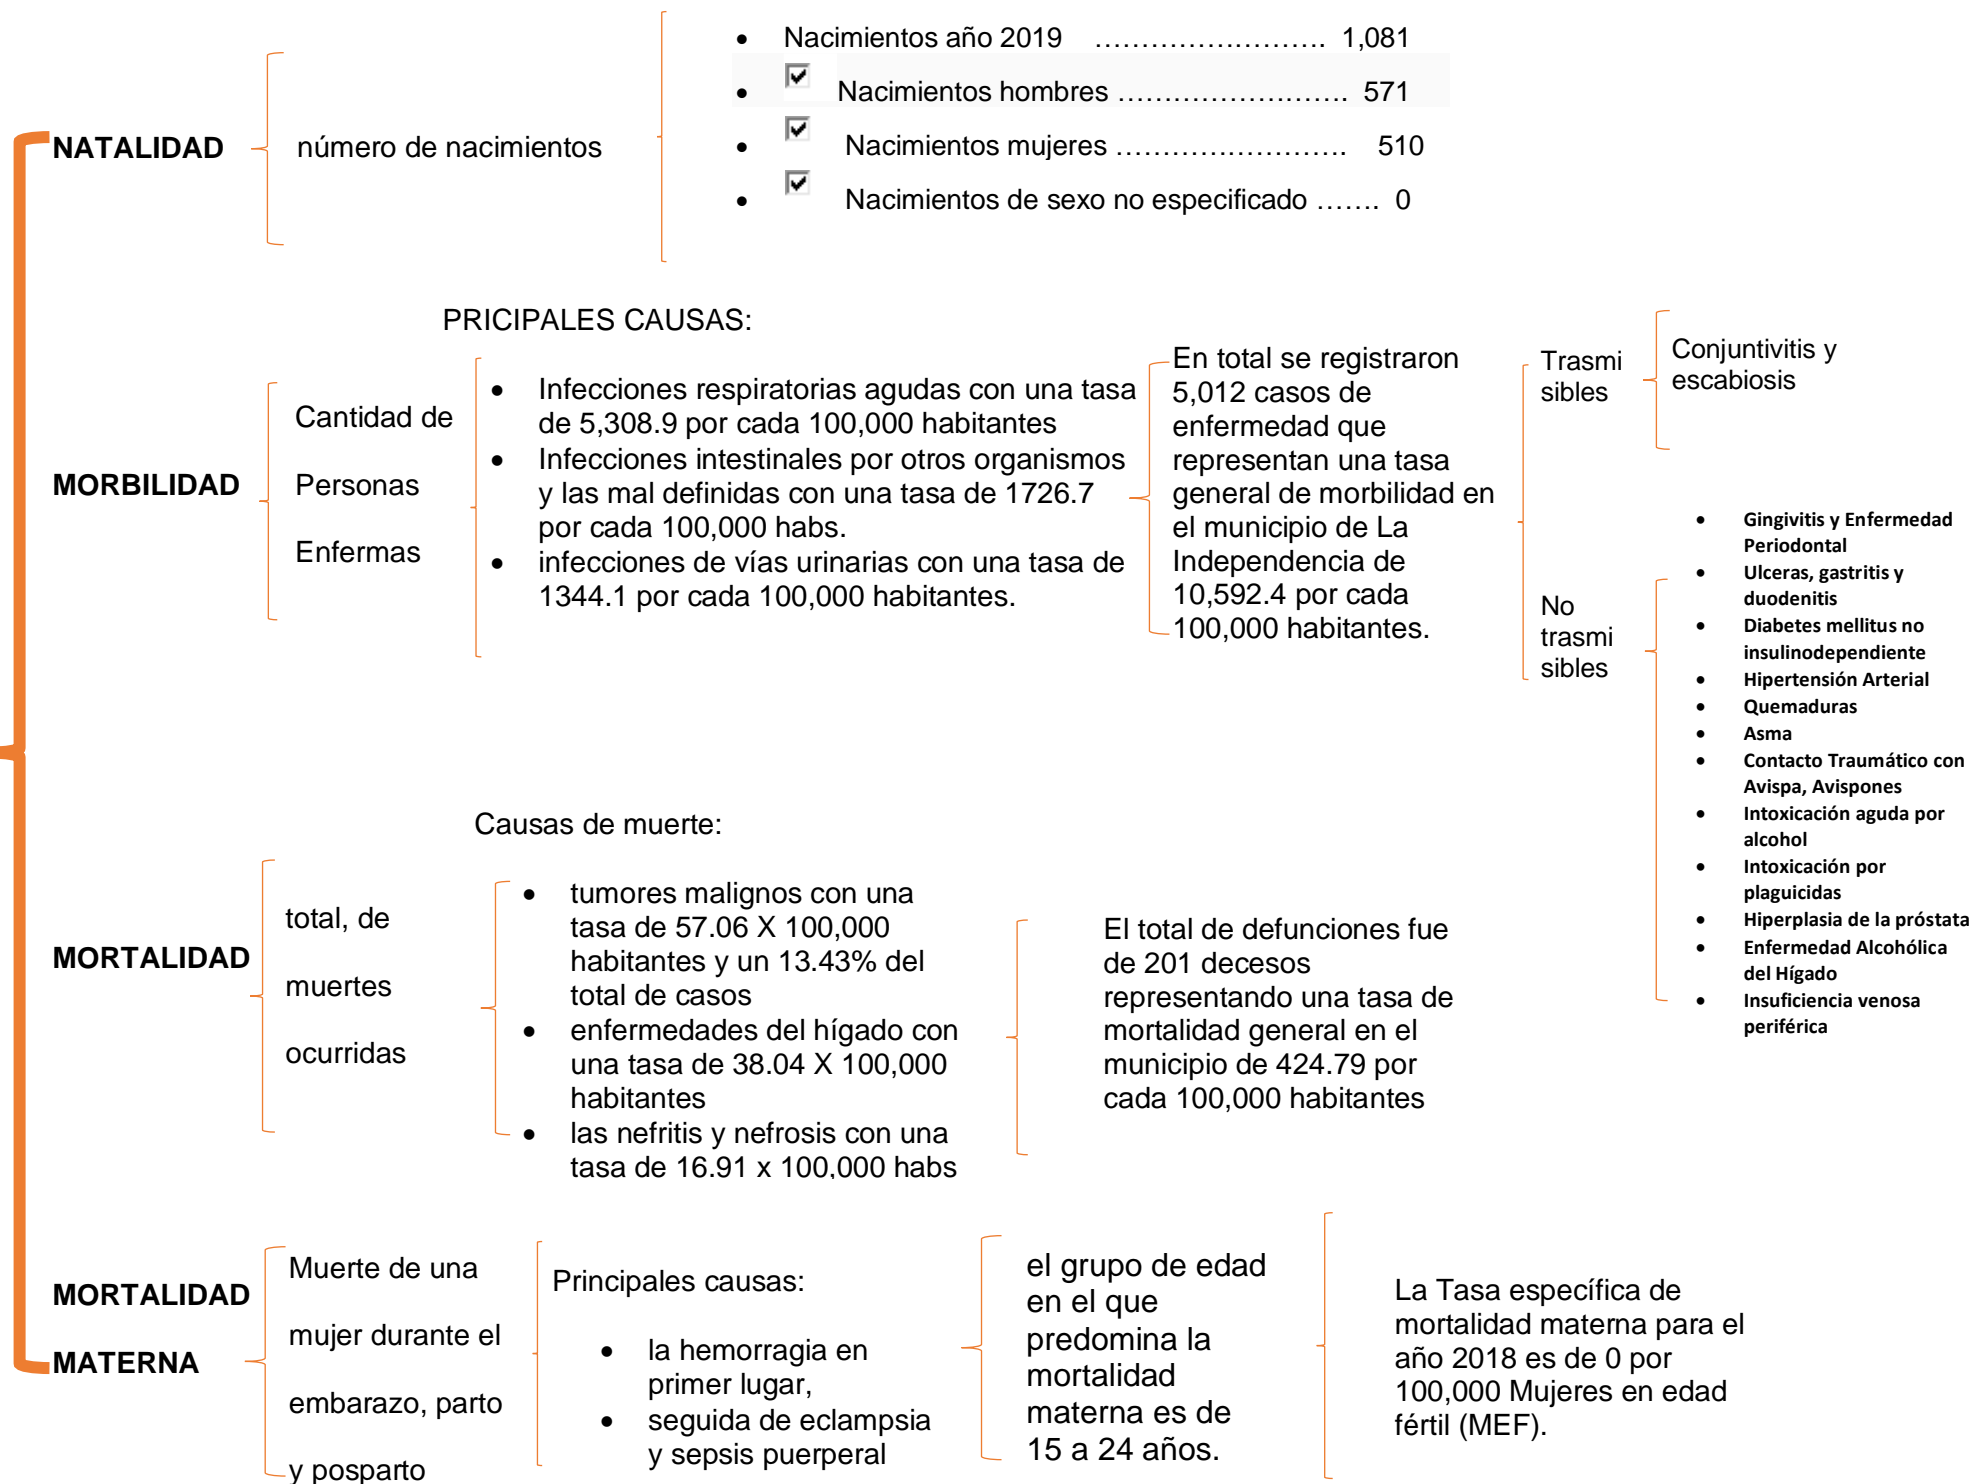 NATALIDAD
número de nacimientos
• Nacimientos año 2019 ........................ 1,081
• Nacimientos hombres ........................ 571
• Nacimientos mujeres ........................ 510
• Nacimientos de sexo no especificado ....... 0
MORBILIDAD
Cantidad de
Personas
Enfermas
PRICIPALES CAUSAS:
• Infecciones respiratorias agudas con una tasa
de 5,308.9 por cada 100,000 habitantes
• Infecciones intestinales por otros organismos
y las mal definidas con una tasa de 1726.7
por cada 100,000 habs.
• infecciones de vías urinarias con una tasa de
1344.1 por cada 100,000 habitantes.
En total se registraron
5,012 casos de
enfermedad que
representan una tasa
general de morbilidad en
el municipio de La
Independencia de
10,592.4 por cada
100,000 habitantes.
Trasmi
sibles
Conjuntivitis y
escabiosis
No
trasmi
sibles
• Gingivitis y Enfermedad
Periodontal
• Ulceras, gastritis y
duodenitis
• Diabetes mellitus no
insulinodependiente
• Hipertensión Arterial
• Quemaduras
• Asma
• Contacto Traumático con
Avispa, Avispones
• Intoxicación aguda por
alcohol
• Intoxicación por
plaguicidas
• Hiperplasia de la próstata
• Enfermedad Alcohólica
del Hígado
• Insuficiencia venosa
periférica
MORTALIDAD
total, de
muertes
ocurridas
Causas de muerte:
• tumores malignos con una
tasa de 57.06 X 100,000
habitantes y un 13.43% del
total de casos
• enfermedades del hígado con
una tasa de 38.04 X 100,000
habitantes
• las nefritis y nefrosis con una
tasa de 16.91 x 100,000 habs
El total de defunciones fue
de 201 decesos
representando una tasa de
mortalidad general en el
municipio de 424.79 por
cada 100,000 habitantes
MORTALIDAD
MATERNA
Muerte de una
mujer durante el
embarazo, parto
y posparto
Principales causas:
• la hemorragia en
primer lugar,
• seguida de eclampsia
y sepsis puerperal
el grupo de edad
en el que
predomina la
mortalidad
materna es de
15 a 24 años.
La Tasa específica de
mortalidad materna para el
año 2018 es de 0 por
100,000 Mujeres en edad
fértil (MEF).